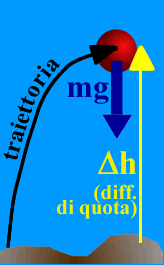 traiettoria
mg
Δh
(diff.
di quota)